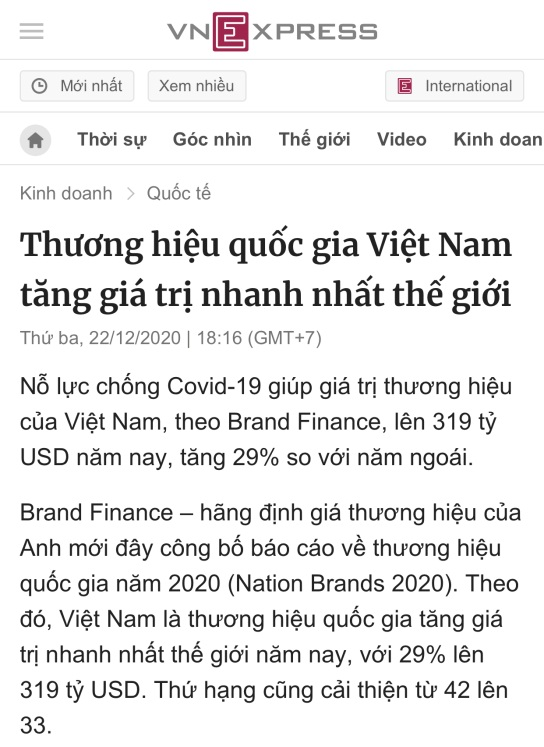 VNEXPRESS
Mới nhất
Xem nhiều
International
Thời sự Góc nhìn Thế giới Video Kinh doan
Kinh doanh > Quốc tế
Thương hiệu quốc gia Việt Nam
tăng giá trị nhanh nhất thế giới
Thứ ba, 22/12/2020 | 18:16 (GMT+7)
Nỗ lực chống Covid-19 giúp giá trị thương hiệu
của Việt Nam, theo Brand Finance, lên 319 tỷ
USD năm nay, tăng 29% so với năm ngoái.
Brand Finance – hãng định giá thương hiệu của
Anh mới đây công bố báo cáo về thương hiệu
quốc gia năm 2020 (Nation Brands 2020). Theo
đó, Việt Nam là thương hiệu quốc gia tăng giá
trị nhanh nhất thế giới năm nay, với 29% lên
319 tỷ USD. Thứ hạng cũng cải thiện từ 42 lên
33.